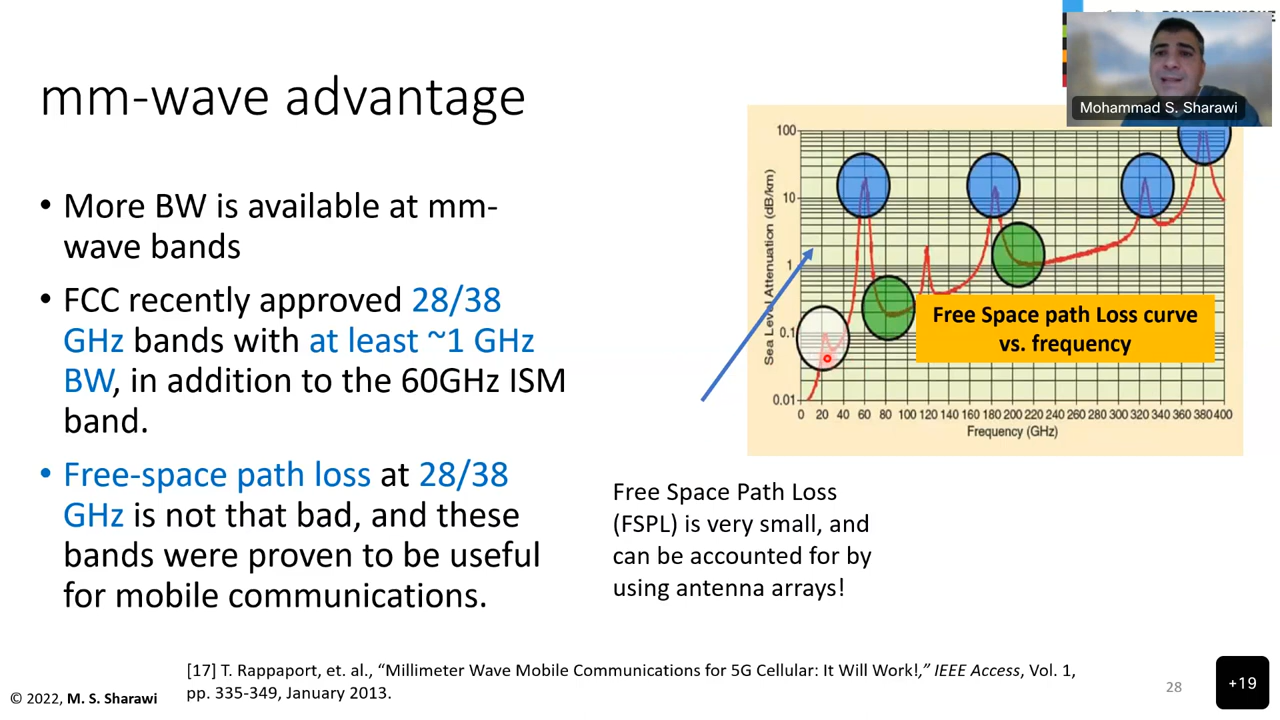 Mohammad S. Sharawi
mm-wave advantage
• More BW is available at mm-
wave bands
• FCC recently approved 28/38
GHz bands with at least ~1 GHz
BW, in addition to the 60GHz ISM
band.
• Free-space path loss at 28/38
GHz is not that bad, and these
bands were proven to be useful
for mobile communications.
Sea Level Attenuation (dB/km)
100
10
1
0.1
0.01
0 20 40 60 80 100 120 140 160 180 200 220 240 260 280 300 320 340 360 380 400
Frequency (GHz)
Free Space path Loss curve
vs. frequency
Free Space Path Loss
(FSPL) is very small, and
can be accounted for by
using antenna arrays!
[17] T. Rappaport, et. al., “Millimeter Wave Mobile Communications for 5G Cellular: It Will Work!,” IEEE Access, Vol. 1,
pp. 335-349, January 2013.
© 2022, M. S. Sharawi
28
+19